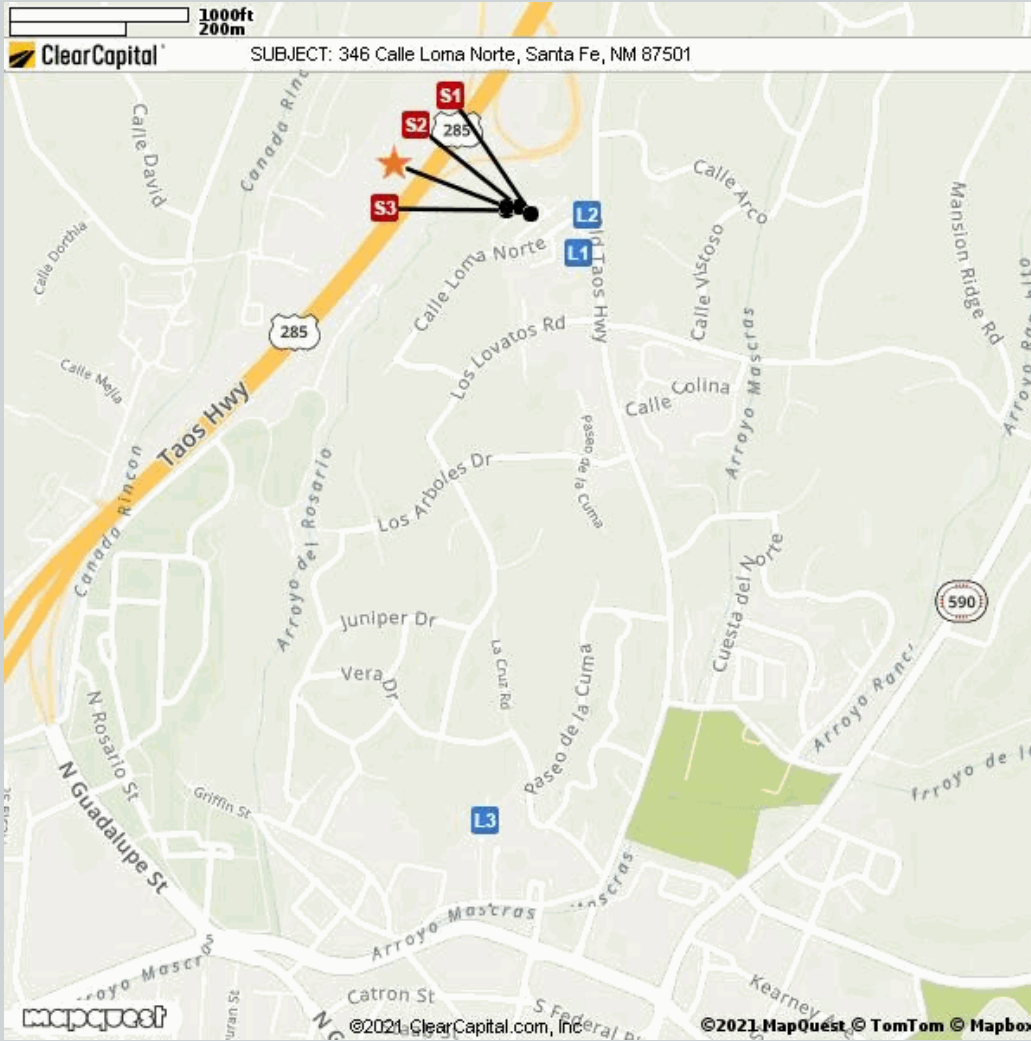 1000ft
200m
ClearCapital
SUBJECT: 346 Calle Loma Norte, Santa Fe, NM 87501
S1
S2
285
S3
L2
L1
Calle David
Canada Rinc
Calle Dorthia
Calle Loma Norte
Old Taos Hwy
Calle Arco
Calle Vistoso
Mansion Ridge Rd
285
Los Lovatos Rd
Calle Mejia
Calle Colina
Arroyo Mascras
Taos Hwy
Paseo de la Cuma
Los Arboles Dr
Canada Rincon
Arroyo del Rosario
Cuesta del Norte
590
Juniper Dr
La Cruz Rd
Vera Dr
Paseo de la Cuma
Arroyo Ranc
N Rosario St
N Guadalupe St
Griffin St
L3
Arroyo Mascras
Mascras
Arroyo de l
Catron St
S Federal P
Kearney Ave
mapquest
©2021 ClearCapital.com, Inc
©2021 MapQuest © TomTom © Mapbox